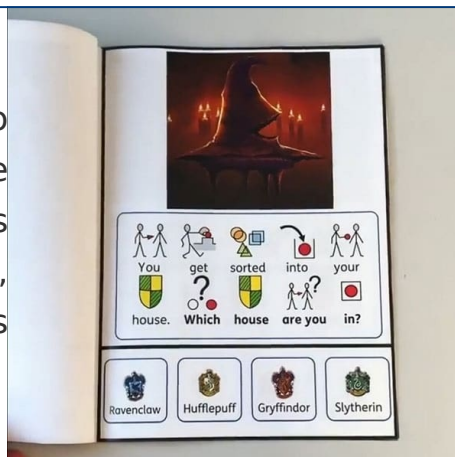 You get sorted into your
house. Which house are you in?
Ravenclaw Hufflepuff Gryffindor Slytherin